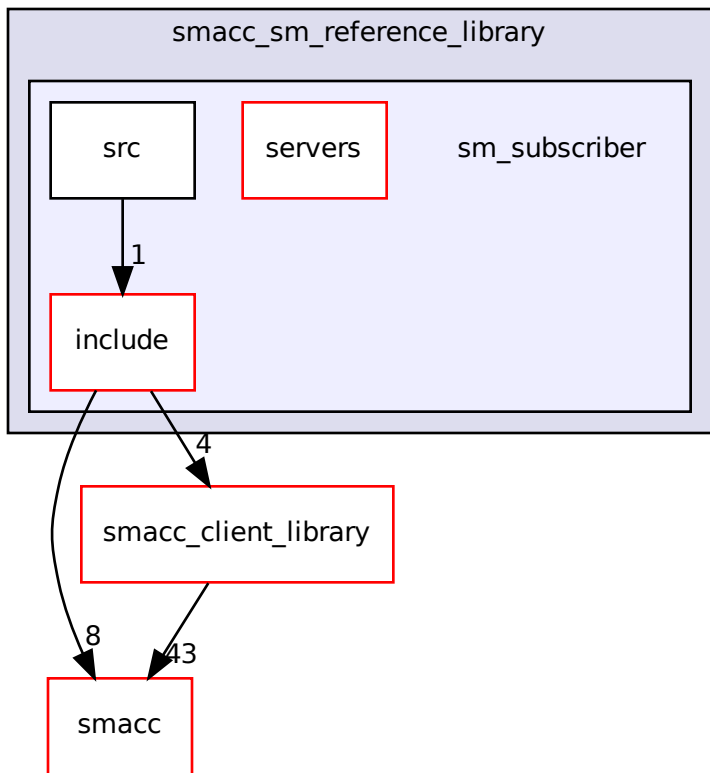 smacc_sm_reference_library
src
servers
sm_subscriber
1
include
4
smacc_client_library
8
43
smacc